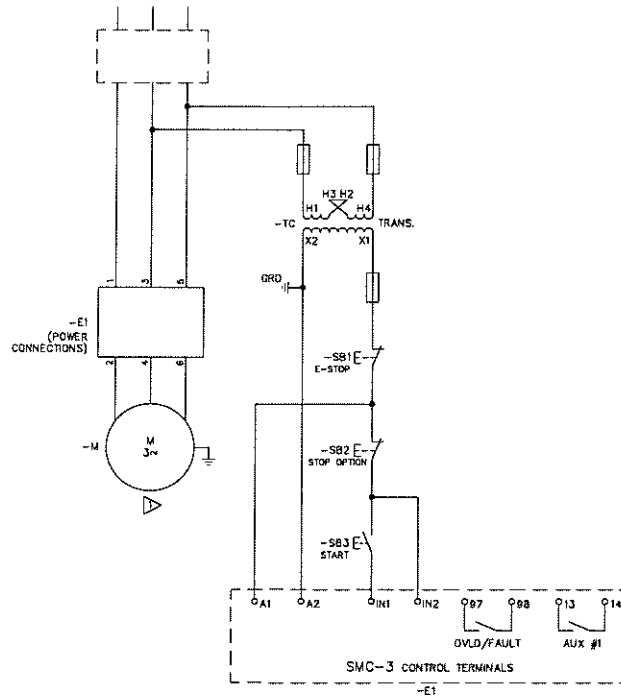 H3 H2
H1
H4
-TC
TRANS.
X2
X1
GRD
1
3
5
-E1
(POWER
CONNECTIONS)
2
4
6
-SB1
E-STOP
-M
M
3~
1
-SB2
STOP OPTION
-SB3
START
A1
A2
IN1
IN2
97
98
13
14
OVLD/FAULT
AUX #1
SMC-3 CONTROL TERMINALS
-E1